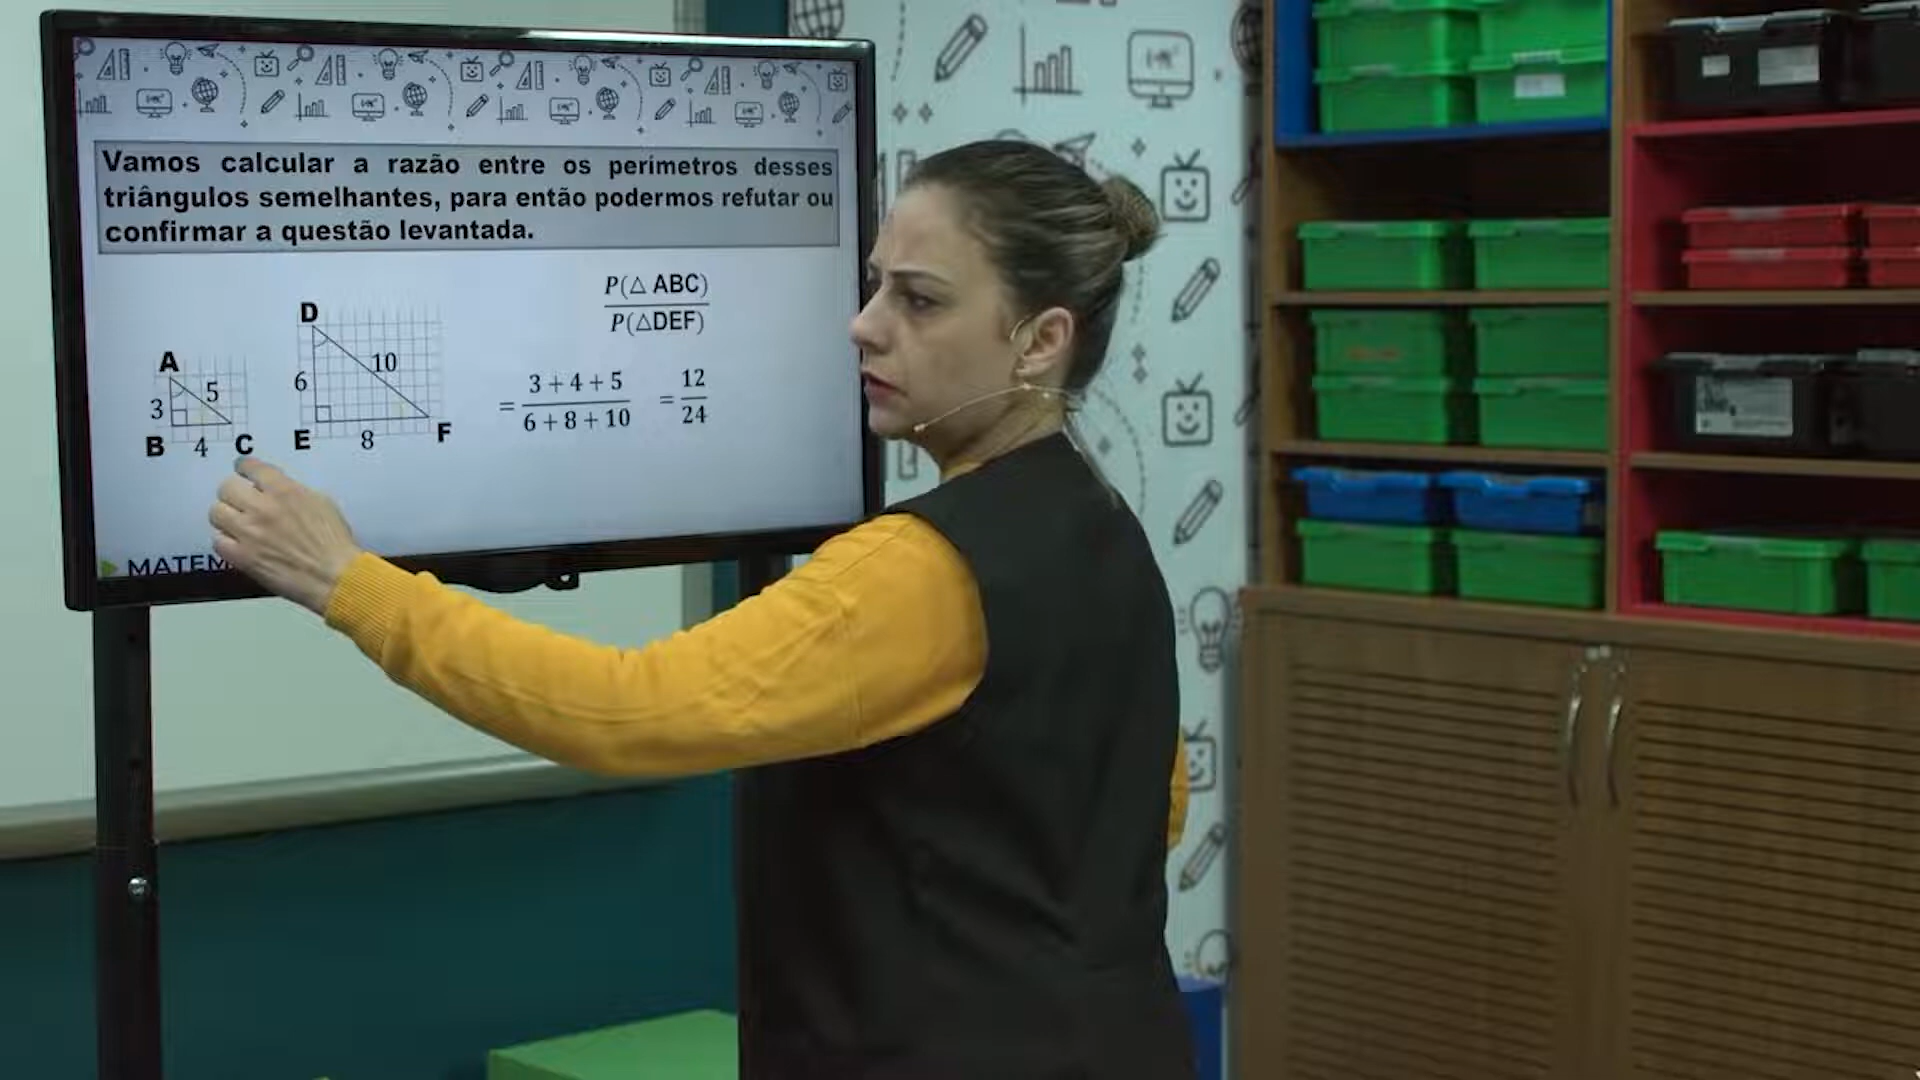 Vamos calcular a razão entre os perímetros desses
triângulos semelhantes, para então podermos refutar ou
confirmar a questão levantada.
P(△ ABC)
P(△DEF)
D
A
10
6
5
3
= 3 + 4 + 5 / 6 + 8 + 10 = 12 / 24
B 4 C E 8 F
MATEM